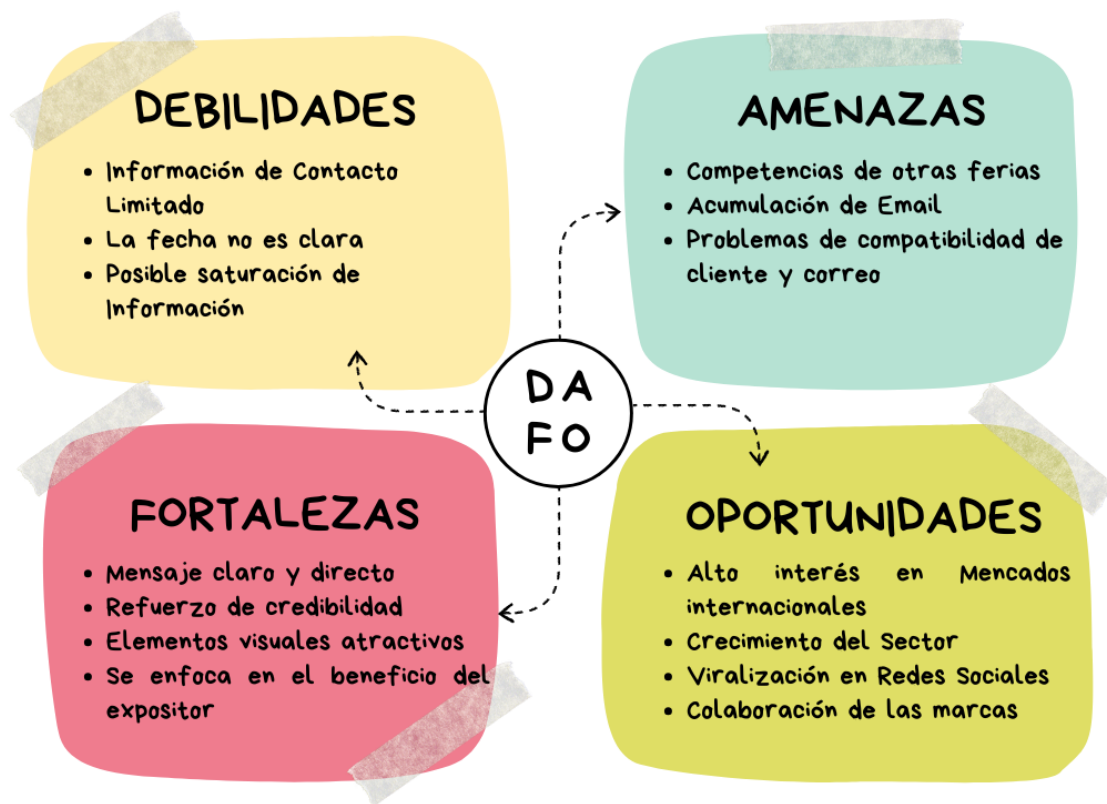 DEBILIDADES
• Información de Contacto
Limitado
• La fecha no es clara
• Posible saturación de
Información
AMENAZAS
• Competencias de otras ferias
• Acumulación de Email
• Problemas de compatibilidad de
cliente y correo
DA
FO
FORTALEZAS
• Mensaje claro y directo
• Refuerzo de credibilidad
• Elementos visuales atractivos
• Se enfoca en el beneficio del
expositor
OPORTUNIDADES
• Alto interés en Mencados
internacionales
• Crecimiento del Sector
• Viralización en Redes Sociales
• Colaboración de las marcas